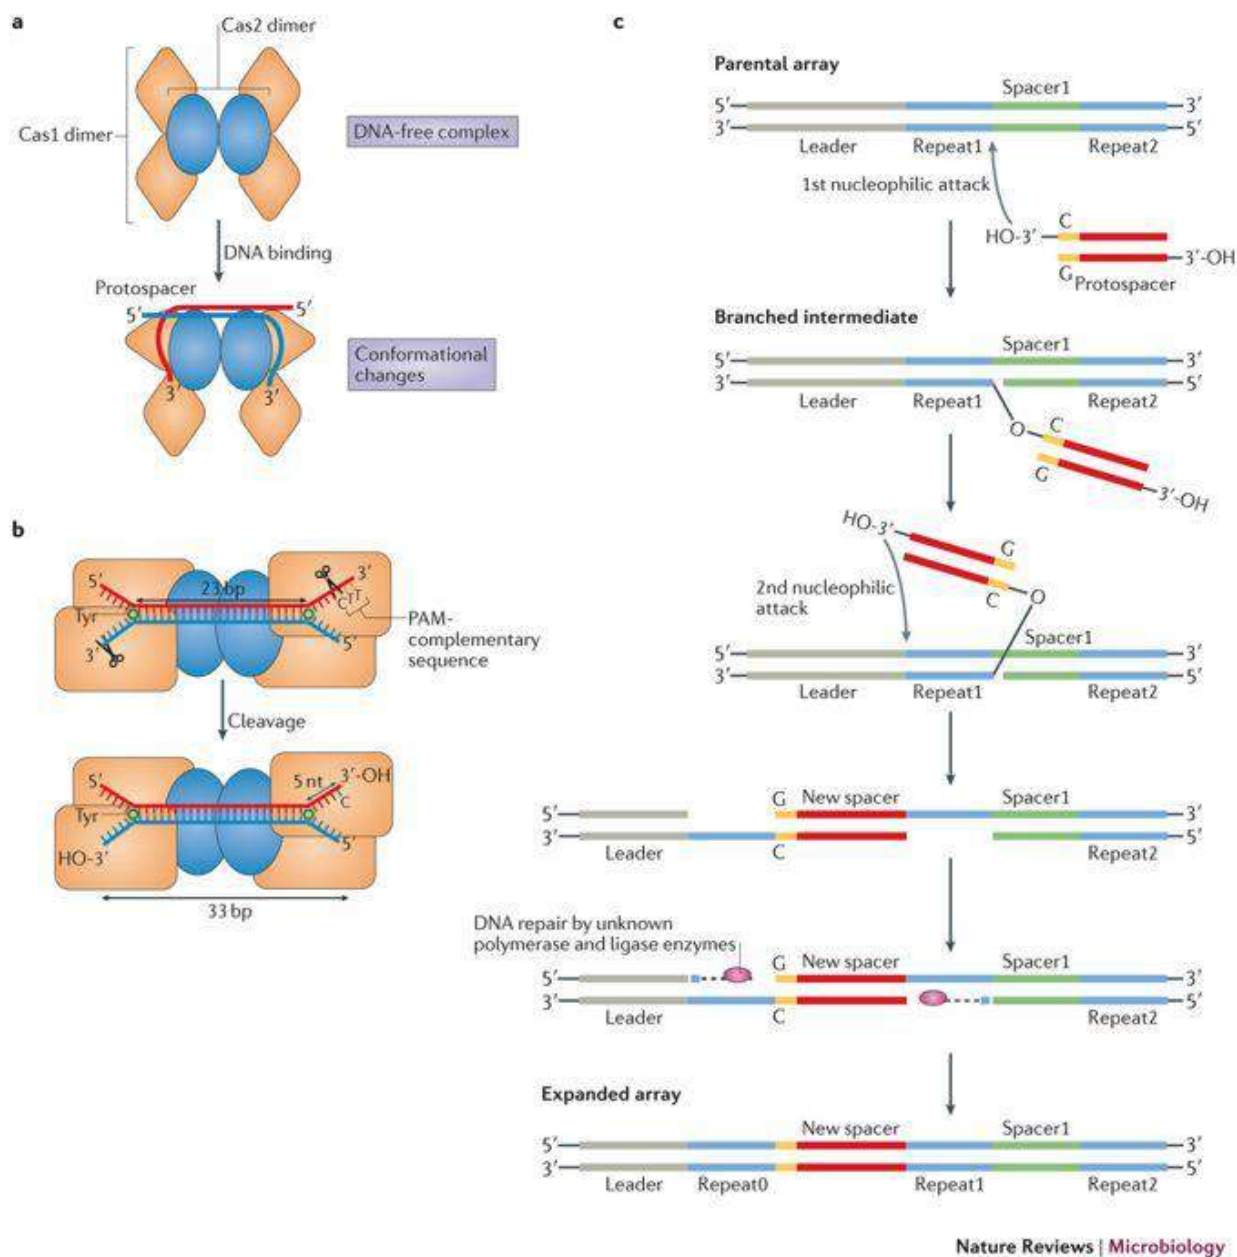 a
Cas2 dimer
Cas1 dimer
DNA-free complex
DNA binding
Protospacer
5′ 5′
3′ 3′
Conformational
changes
b
5′ 23 bp 3′
CTT
Tyr
3′ 5′
PAM-
complementary
sequence
Cleavage
5′ 5 nt 3′-OH
C
Tyr
HO-3′ 5′
33 bp
c
Parental array
Spacer1
5′ 3′
3′ 5′
Leader Repeat1 Repeat2
1st nucleophilic attack
C
HO-3′
3′-OH
G
Protospacer
Branched intermediate
Spacer1
5′ 3′
3′ 5′
Leader Repeat1 Repeat2
O C
G
3′-OH
HO-3′
G
2nd nucleophilic
attack
C O
Spacer1
5′ 3′
3′ 5′
Leader Repeat1 Repeat2
G New spacer Spacer1
5′ 3′
3′ 5′
Leader C Repeat2
DNA repair by unknown
polymerase and ligase enzymes
G New spacer Spacer1
5′ 3′
3′ 5′
Leader C Repeat2
Expanded array
New spacer Spacer1
5′ 3′
3′ 5′
Leader Repeat0 Repeat1 Repeat2
Nature Reviews | Microbiology